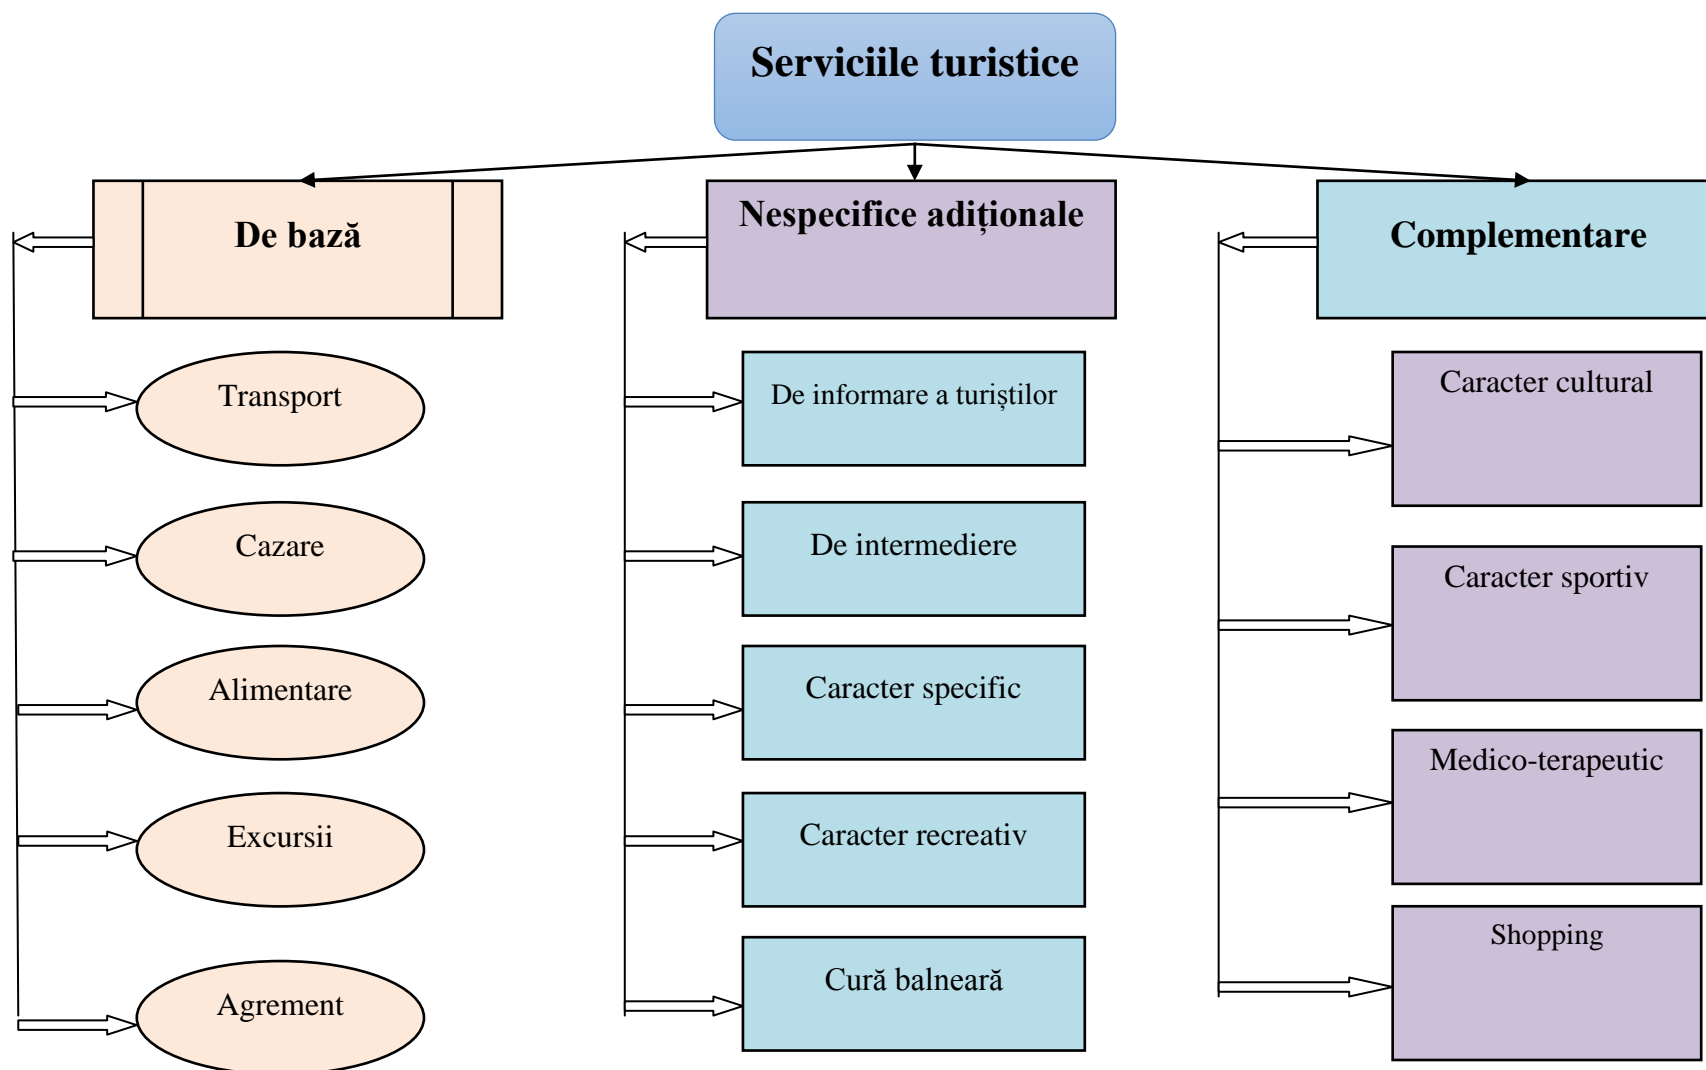 Serviciile turistice
De bază
Nespecifice adiționale
Complementare
Transport
Cazare
Alimentare
Excursii
Agrement
De informare a turiștilor
De intermediere
Caracter specific
Caracter recreativ
Cură balneară
Caracter cultural
Caracter sportiv
Medico-terapeutic
Shopping